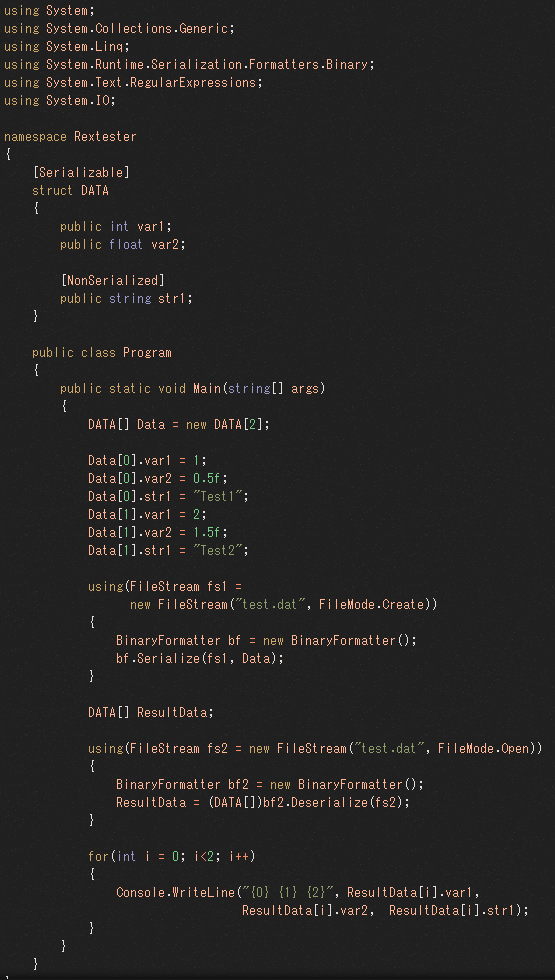 using System;
using System.Collections.Generic;
using System.Linq;
using System.Runtime.Serialization.Formatters.Binary;
using System.Text.RegularExpressions;
using System.IO;

namespace Rextester
{
    [Serializable]
    struct DATA
    {
        public int var1;
        public float var2;

        [NonSerialized]
        public string str1;
    }

    public class Program
    {
        public static void Main(string[] args)
        {
            DATA[] Data = new DATA[2];

            Data[0].var1 = 1;
            Data[0].var2 = 0.5f;
            Data[0].str1 = "Test1";
            Data[1].var1 = 2;
            Data[1].var2 = 1.5f;
            Data[1].str1 = "Test2";

            using(FileStream fs1 =
                  new FileStream("test.dat", FileMode.Create))
            {
                BinaryFormatter bf = new BinaryFormatter();
                bf.Serialize(fs1, Data);
            }

            DATA[] ResultData;

            using(FileStream fs2 = new FileStream("test.dat", FileMode.Open))
            {
                BinaryFormatter bf2 = new BinaryFormatter();
                ResultData = (DATA[])bf2.Deserialize(fs2);
            }

            for(int i = 0; i<2; i++)
            {
                Console.WriteLine("{0} {1} {2}", ResultData[i].var1,
                                  ResultData[i].var2,  ResultData[i].str1);
            }
        }
    }